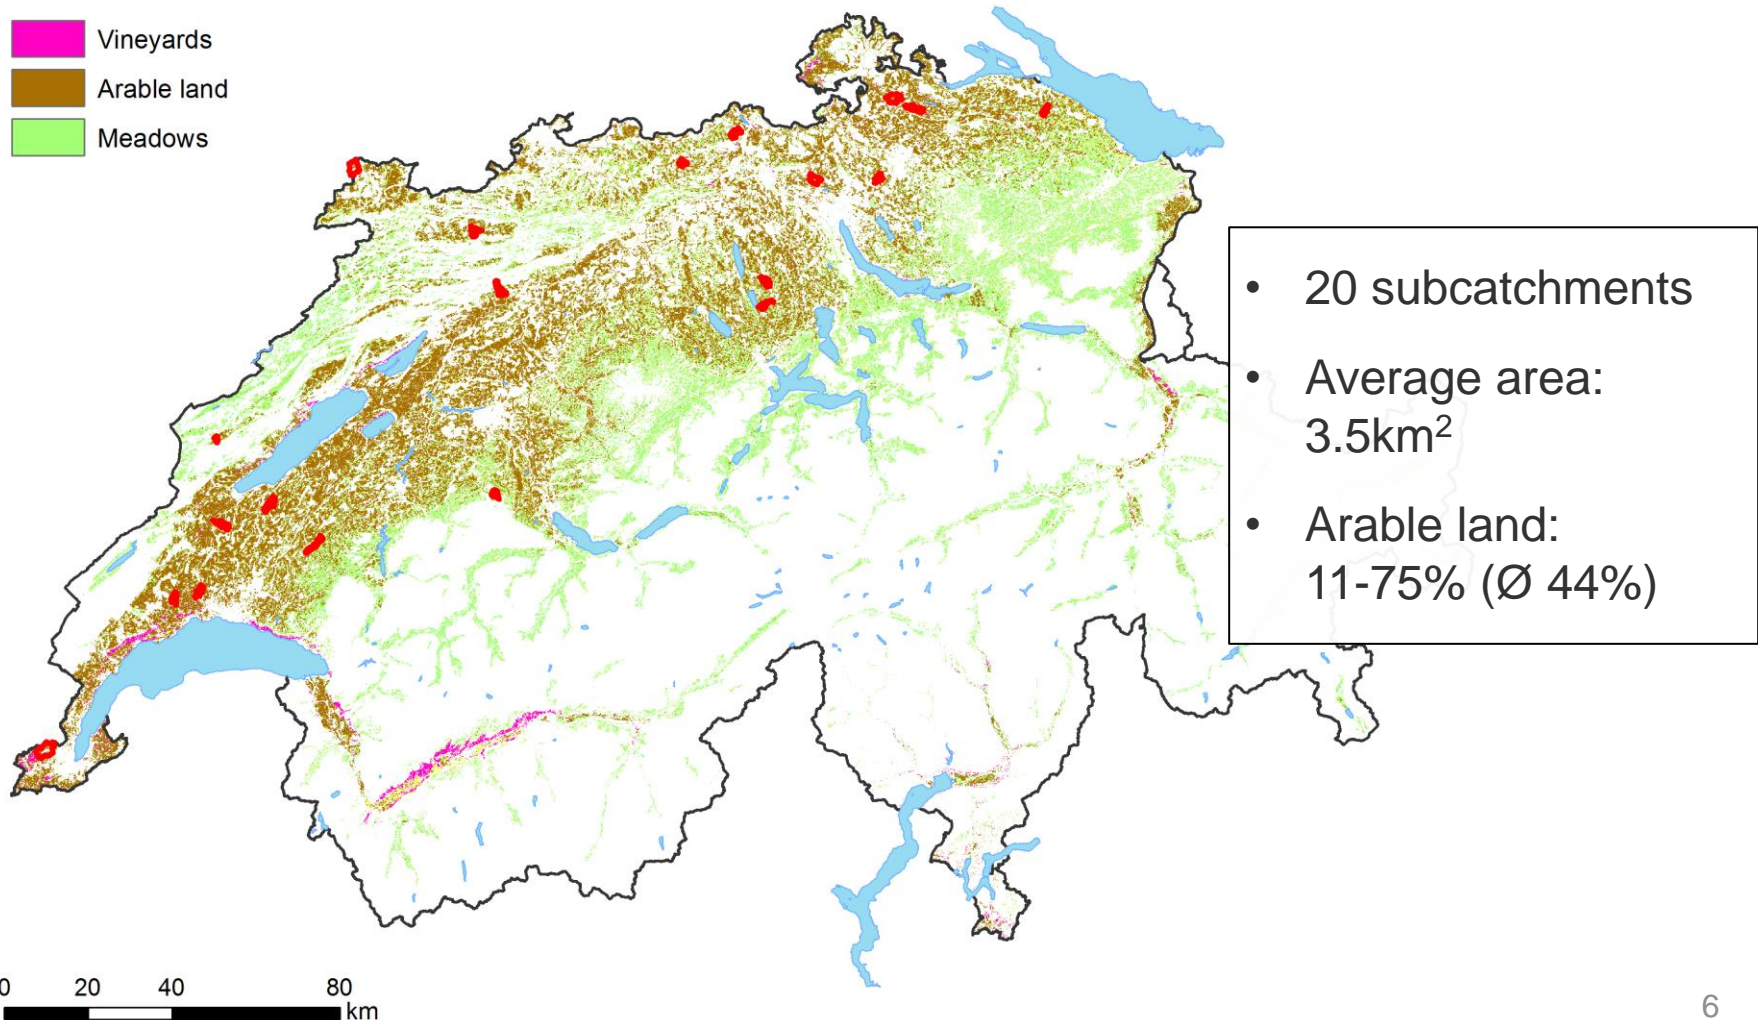 Vineyards
Arable land
Meadows
• 20 subcatchments
• Average area:
3.5km²
• Arable land:
11-75% (Ø 44%)
0 20 40 80
km
6